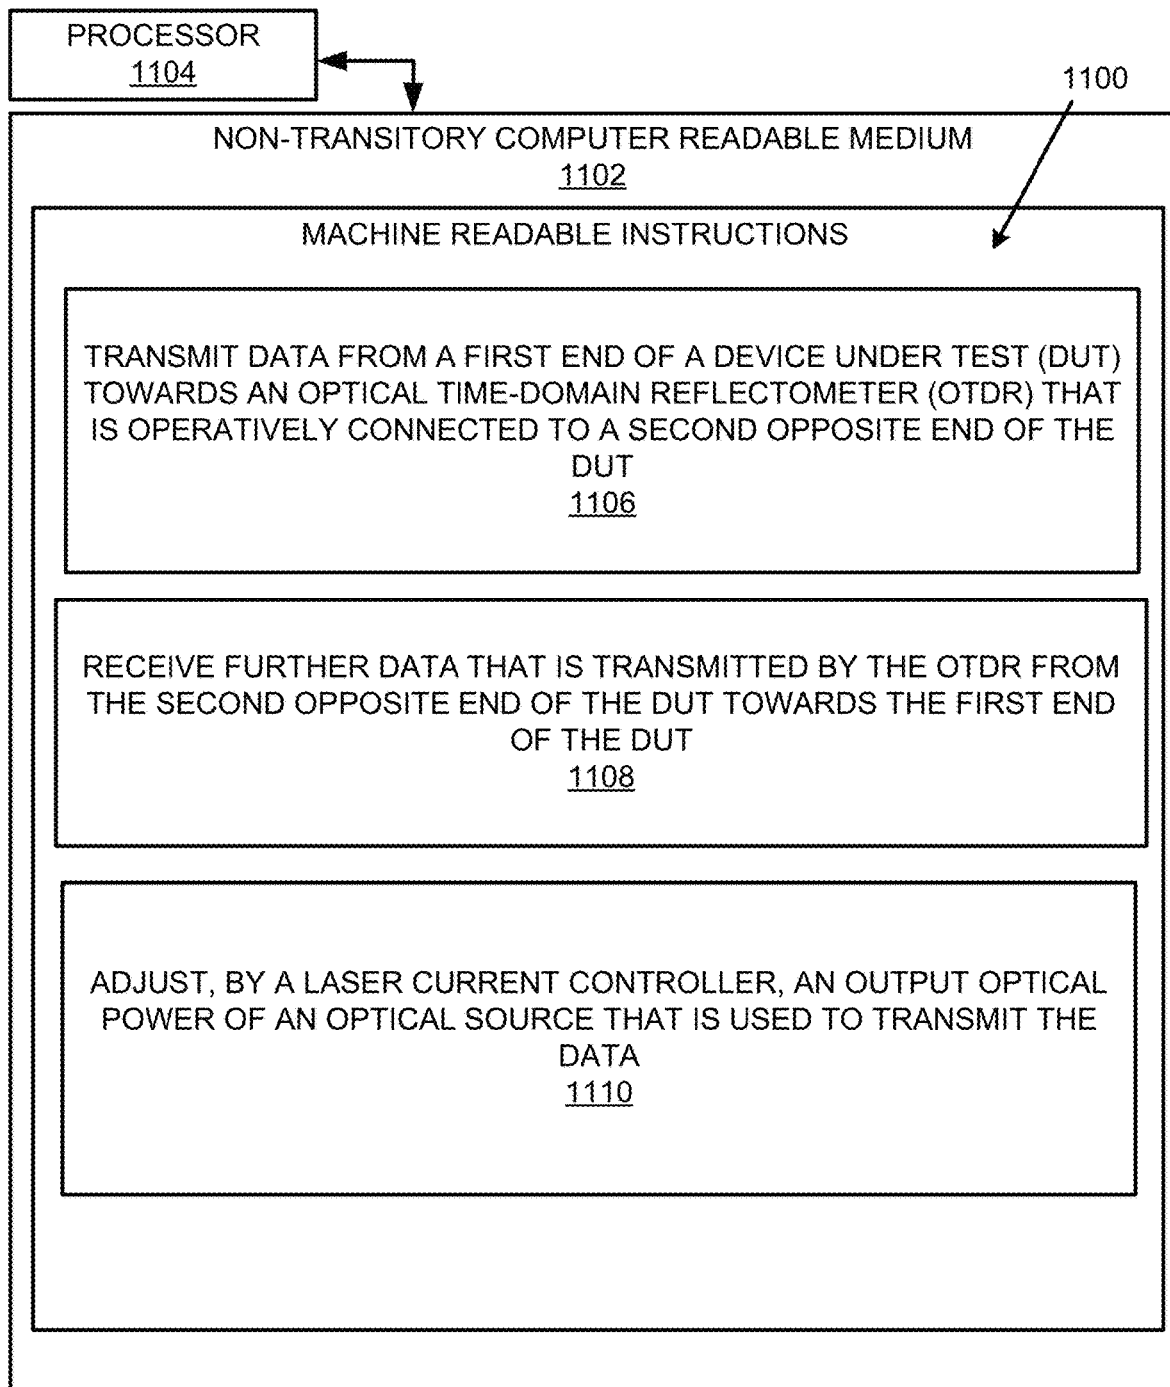 PROCESSOR
1104
1100
NON-TRANSITORY COMPUTER READABLE MEDIUM
1102
MACHINE READABLE INSTRUCTIONS
TRANSMIT DATA FROM A FIRST END OF A DEVICE UNDER TEST (DUT)
TOWARDS AN OPTICAL TIME-DOMAIN REFLECTOMETER (OTDR) THAT
IS OPERATIVELY CONNECTED TO A SECOND OPPOSITE END OF THE
DUT
1106
RECEIVE FURTHER DATA THAT IS TRANSMITTED BY THE OTDR FROM
THE SECOND OPPOSITE END OF THE DUT TOWARDS THE FIRST END
OF THE DUT
1108
ADJUST, BY A LASER CURRENT CONTROLLER, AN OUTPUT OPTICAL
POWER OF AN OPTICAL SOURCE THAT IS USED TO TRANSMIT THE
DATA
1110